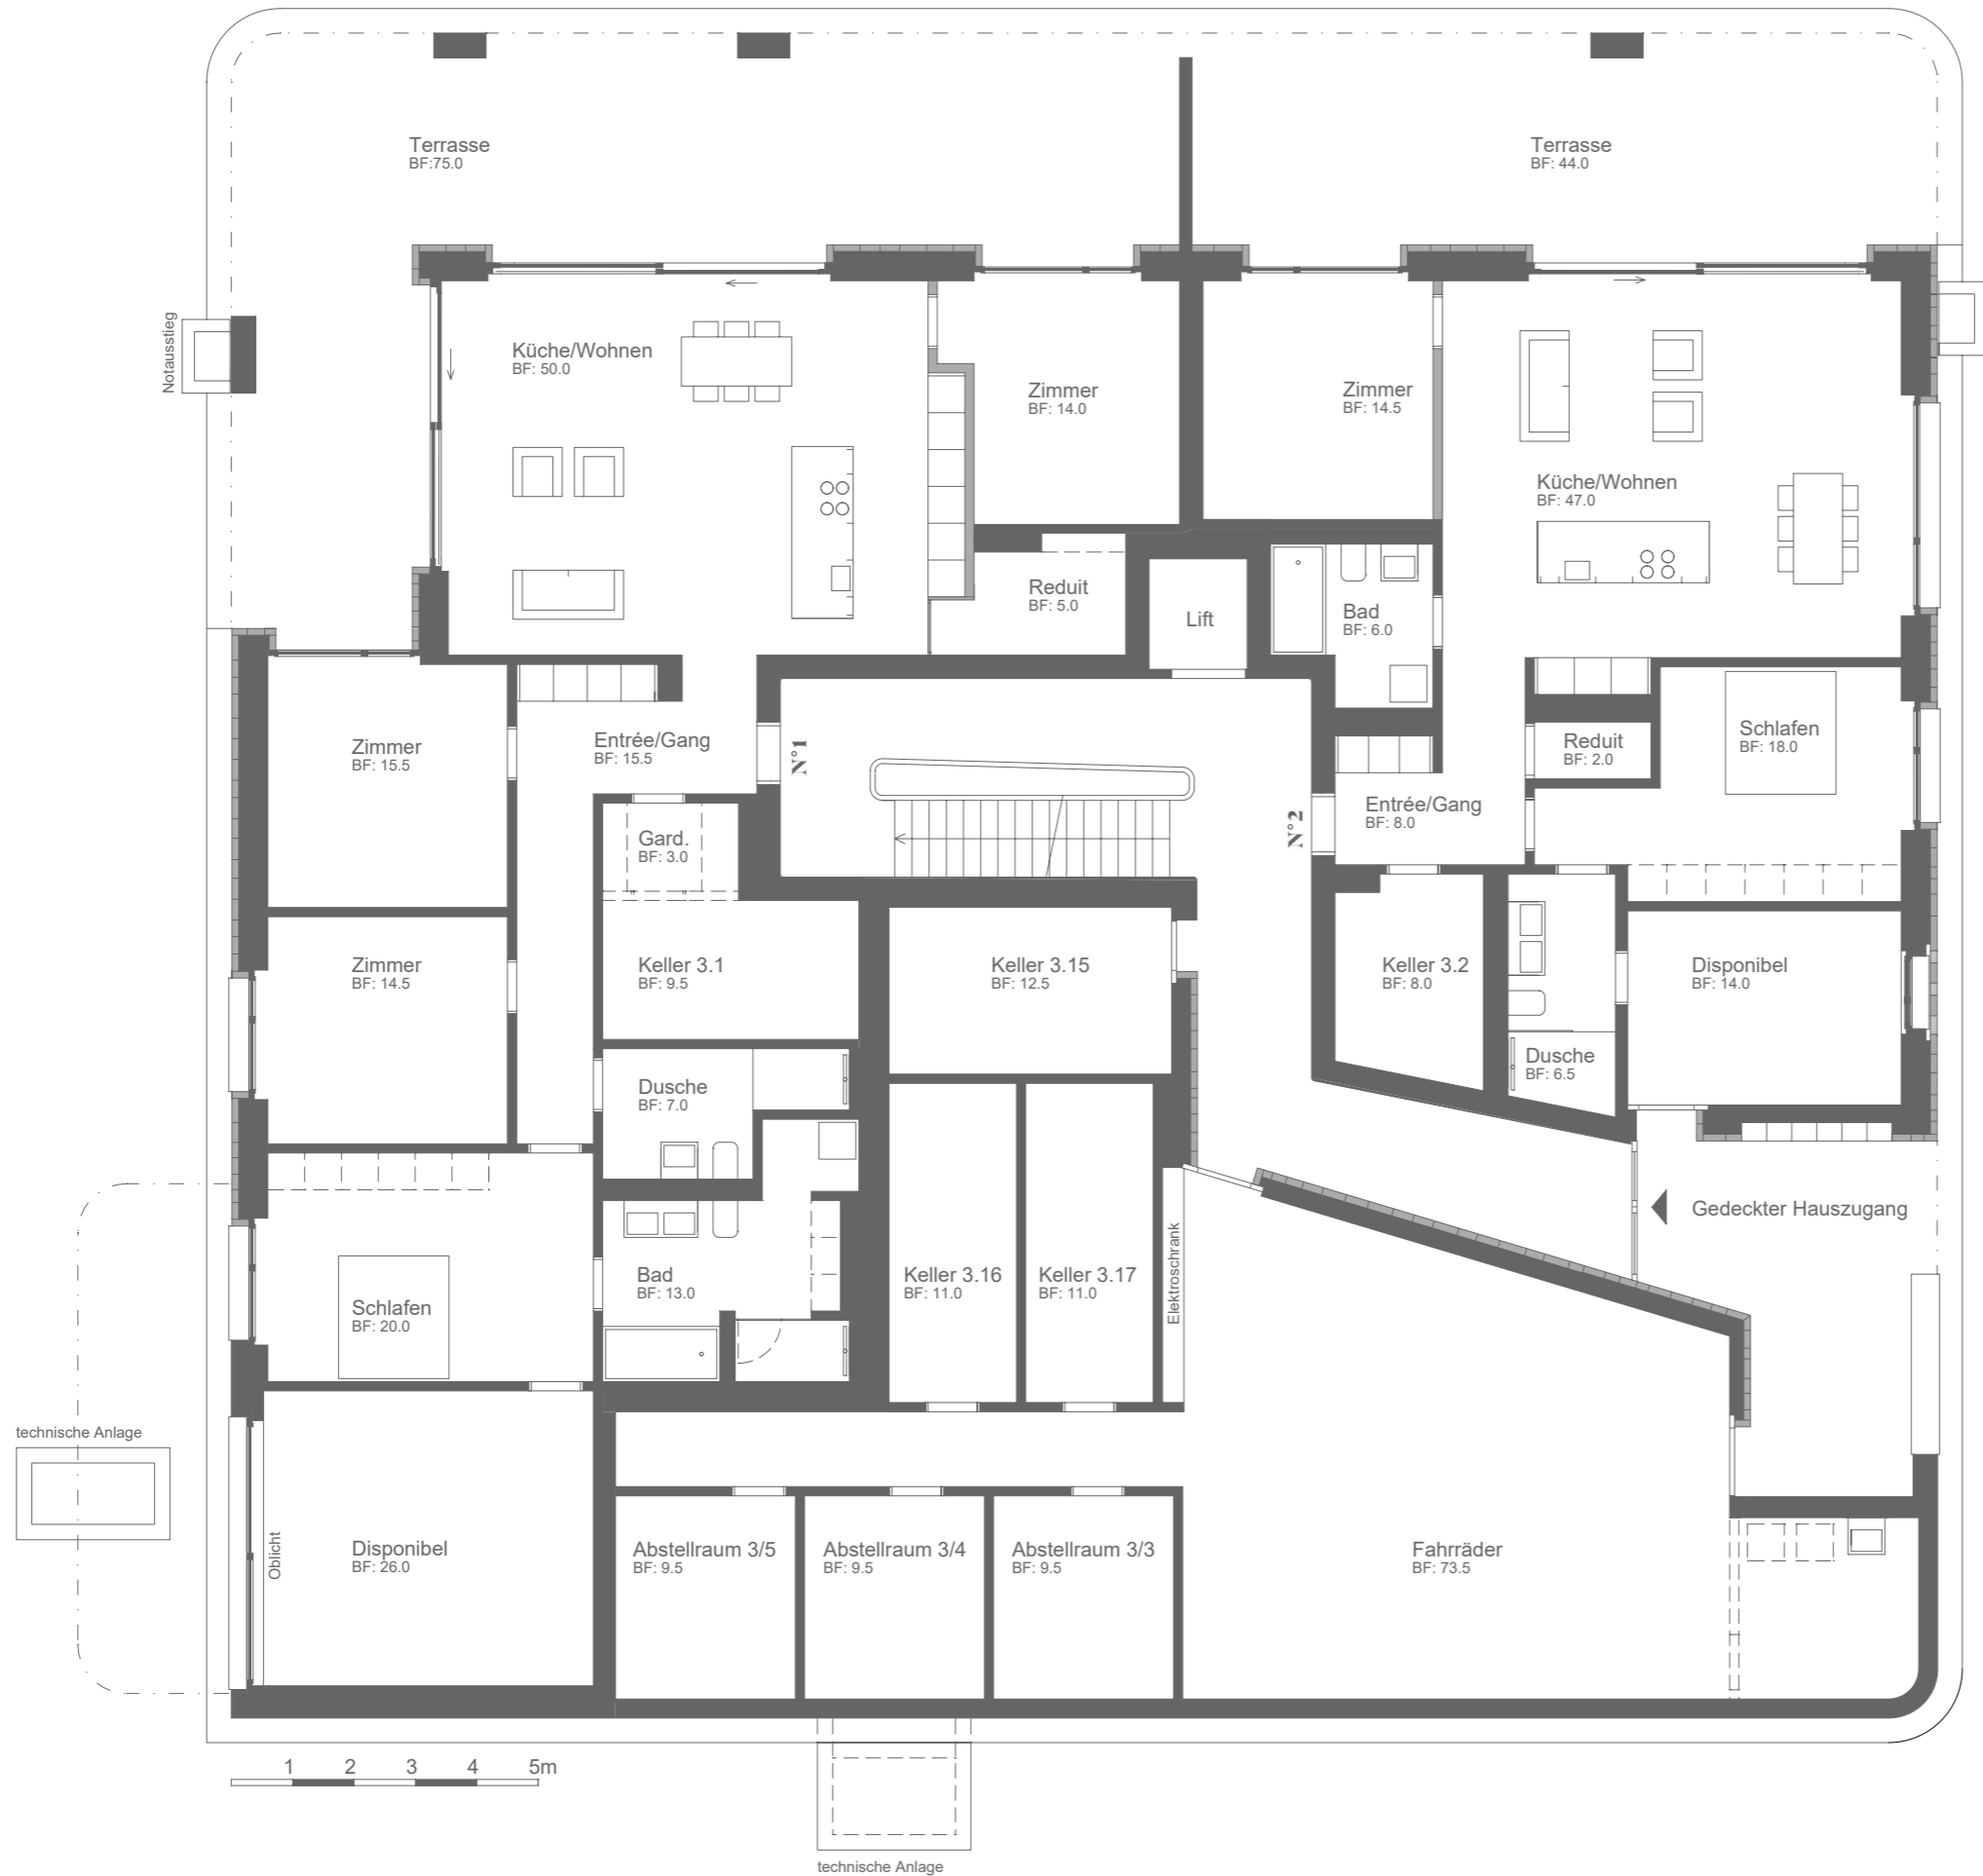 Terrasse
BF:75.0
Terrasse
BF: 44.0
Notausstieg
Küche/Wohnen
BF: 50.0
Zimmer
BF: 14.0
Zimmer
BF: 14.5
Küche/Wohnen
BF: 47.0
Reduit
BF: 5.0
Lift
Bad
BF: 6.0
Zimmer
BF: 15.5
Entrée/Gang
BF: 15.5
N°1
Reduit
BF: 2.0
Schlafen
BF: 18.0
Gard.
BF: 3.0
N°2
Entrée/Gang
BF: 8.0
Zimmer
BF: 14.5
Keller 3.1
BF: 9.5
Keller 3.15
BF: 12.5
Keller 3.2
BF: 8.0
Disponibel
BF: 14.0
Dusche
BF: 7.0
Dusche
BF: 6.5
Gedeckter Hauszugang
Schlafen
BF: 20.0
Bad
BF: 13.0
Keller 3.16
BF: 11.0
Keller 3.17
BF: 11.0
Elektroschrank
technische Anlage
Oblicht
Disponibel
BF: 26.0
Abstellraum 3/5
BF: 9.5
Abstellraum 3/4
BF: 9.5
Abstellraum 3/3
BF: 9.5
Fahrräder
BF: 73.5
1 2 3 4 5m
technische Anlage